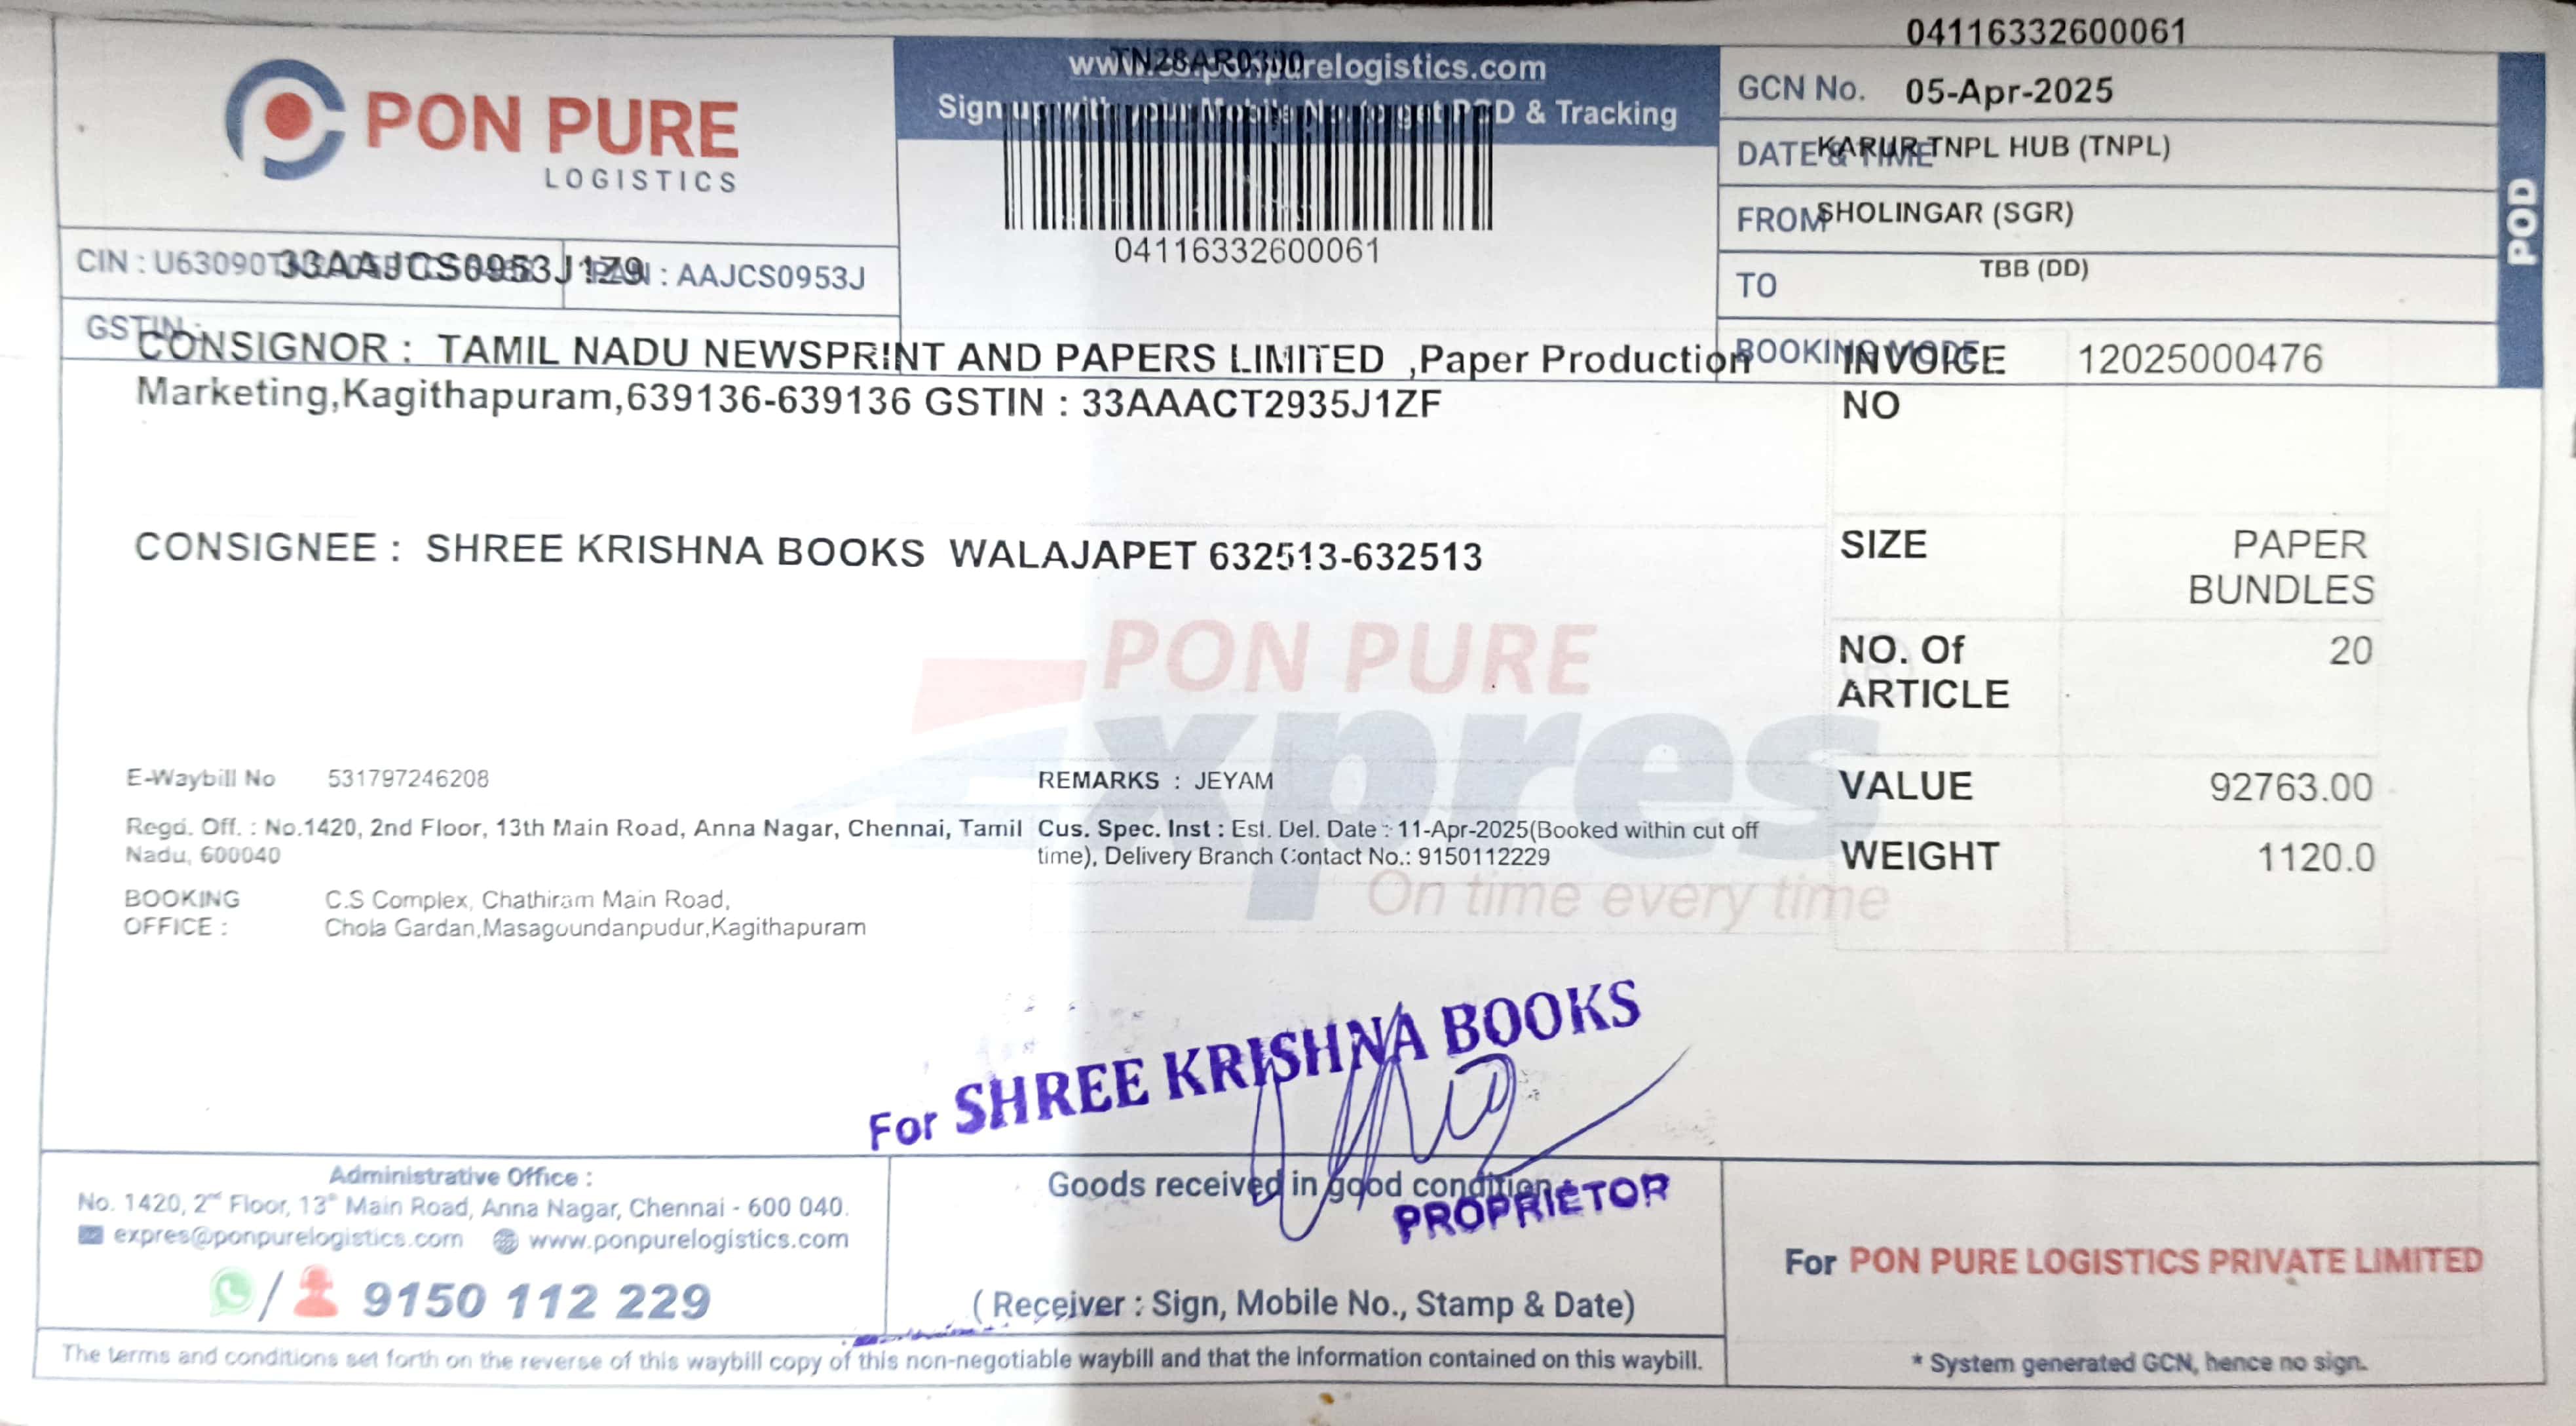 04116332600061
PON PURE
LOGISTICS
TN28AR0300
Sign up with your Mobile No. to get POD & Tracking
04116332600061
GCN No. 05-Apr-2025
DATE & TIME KARUR TNPL HUB (TNPL)
FROM SHOLINGAR (SGR)
TO TBB (DD)
BOOKING MODE
POD
CIN : 33AAJCS0953J1Z9 PAN : AAJCS0953J
GSTIN :
CONSIGNOR : TAMIL NADU NEWSPRINT AND PAPERS LIMITED ,Paper Production
Marketing,Kagithapuram,639136-639136 GSTIN : 33AAACT2935J1ZF
INVOICE NO 12025000476
CONSIGNEE : SHREE KRISHNA BOOKS WALAJAPET 632513-632513
SIZE PAPER
BUNDLES
NO. Of
ARTICLE 20
VALUE 92763.00
WEIGHT 1120.0
PON PURE
Expres
On time every time
E-Waybill No 531797246208
REMARKS : JEYAM
Regd. Off. : No.1420, 2nd Floor, 13th Main Road, Anna Nagar, Chennai, Tamil
Nadu, 600040
Cus. Spec. Inst : Est. Del. Date : 11-Apr-2025(Booked within cut off
time), Delivery Branch Contact No.: 9150112229
BOOKING
OFFICE :
C.S Complex, Chathiram Main Road,
Chola Gardan,Masagoundanpudur,Kagithapuram
For SHREE KRISHNA BOOKS
PROPRIETOR
Administrative Office :
No. 1420, 2nd Floor, 13th Main Road, Anna Nagar, Chennai - 600 040.
expres@ponpurelogistics.com www.ponpurelogistics.com
/ 9150 112 229
Goods received in good condition
( Receiver : Sign, Mobile No., Stamp & Date)
For PON PURE LOGISTICS PRIVATE LIMITED
The terms and conditions set forth on the reverse of this waybill copy of this non-negotiable waybill and that the information contained on this waybill.
* System generated GCN, hence no sign.